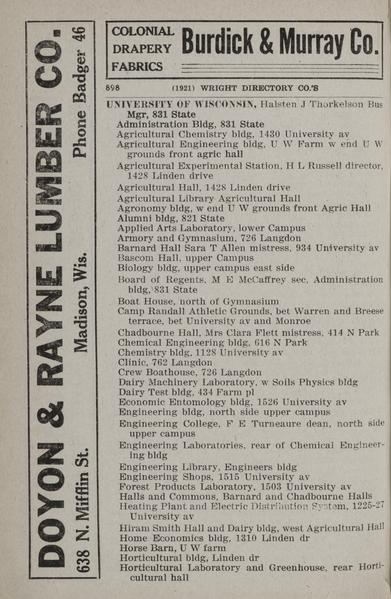 COLONIAL
DRAPERY
FABRICS
Burdick & Murray Co.
898 (1921) WRIGHT DIRECTORY CO.'S
UNIVERSITY OF WISCONSIN, Halsten J Thorkelson Bus
Mgr, 831 State
Administration Bldg, 831 State
Agricultural Chemistry bldg, 1430 University av
Agricultural Engineering bldg, U W Farm w end U W
grounds front agric hall
Agricultural Experimental Station, H L Russell director,
1428 Linden drive
Agricultural Hall, 1428 Linden drive
Agricultural Library Agricultural Hall
Agronomy bldg, w end U W grounds front Agric Hall
Alumni bldg, 821 State
Applied Arts Laboratory, lower Campus
Armory and Gymnasium, 726 Langdon
Barnard Hall Sara T Allen mistress, 934 University av
Bascom Hall, upper Campus
Biology bldg, upper campus east side
Board of Regents, M E McCaffrey sec, Administration
bldg, 831 State
Boat House, north of Gymnasium
Camp Randall Athletic Grounds, bet Warren and Breese
terrace, bet University av and Monroe
Chadbourne Hall, Mrs Clara Flett mistress, 414 N Park
Chemical Engineering bldg, 616 N Park
Chemistry bldg, 1128 University av
Clinic, 762 Langdon
Crew Boathouse, 726 Langdon
Dairy Machinery Laboratory, w Soils Physics bldg
Dairy Test bldg, 434 Farm pl
Economic Entomology bldg, 1526 University av
Engineering bldg, north side upper campus
Engineering College, F E Turneaure dean, north side
upper campus
Engineering Laboratories, rear of Chemical Engineer-
ing bldg
Engineering Library, Engineers bldg
Engineering Shops, 1515 University av
Forest Products Laboratory, 1503 University av
Halls and Commons, Barnard and Chadbourne Halls
Heating Plant and Electric Distribution System, 1225-27
University av
Hiram Smith Hall and Dairy bldg, west Agricultural Hall
Home Economics bldg, 1310 Linden dr
Horse Barn, U W farm
Horticultural bldg, Linden dr
Horticultural Laboratory and Greenhouse, rear Horti-
cultural hall
DOYON & RAYNE LUMBER CO.
638 N. Mifflin St. Madison, Wis. Phone Badger 46